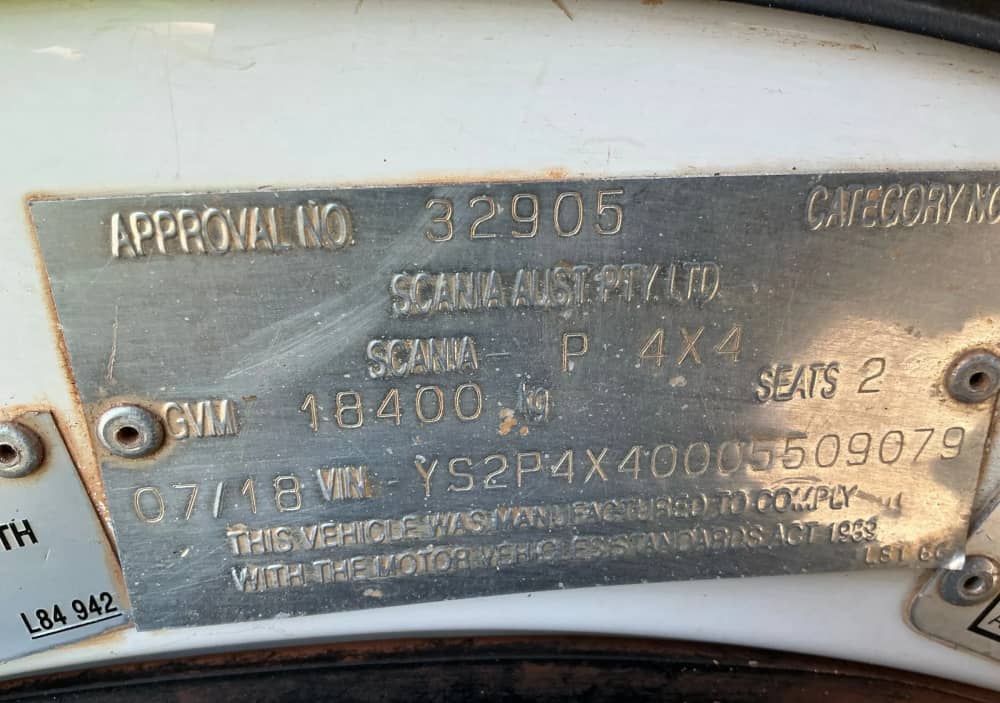 APPROVAL NO. 32905 CATEGORY NO
SCANIA AUST. PTY. LTD
SCANIA - P 4X4
GVM 18400 kg SEATS 2
07/18 VIN - YS2P4X40005509079
THIS VEHICLE WAS MANUFACTURED TO COMPLY
WITH THE MOTOR VEHICLES STANDARDS ACT 1989
TH
L84 942